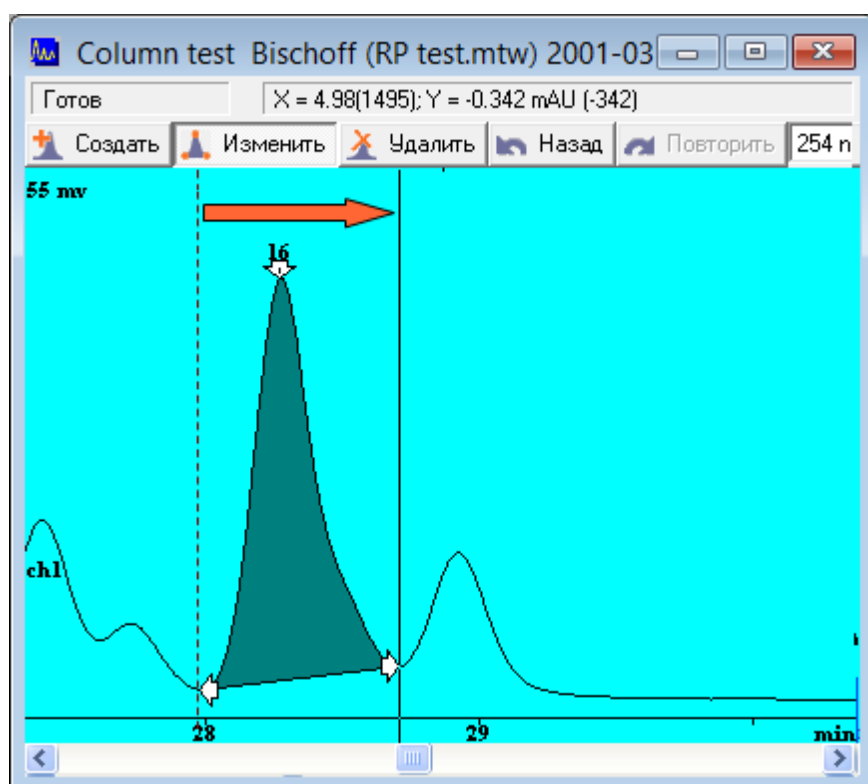 Column test Bischoff (RP test.mtw) 2001-03
Готов X = 4.98(1495); Y = -0.342 mAU (-342)
Создать Изменить Удалить Назад Повторить 254 n
55 mv
16
ch1
28 29 min